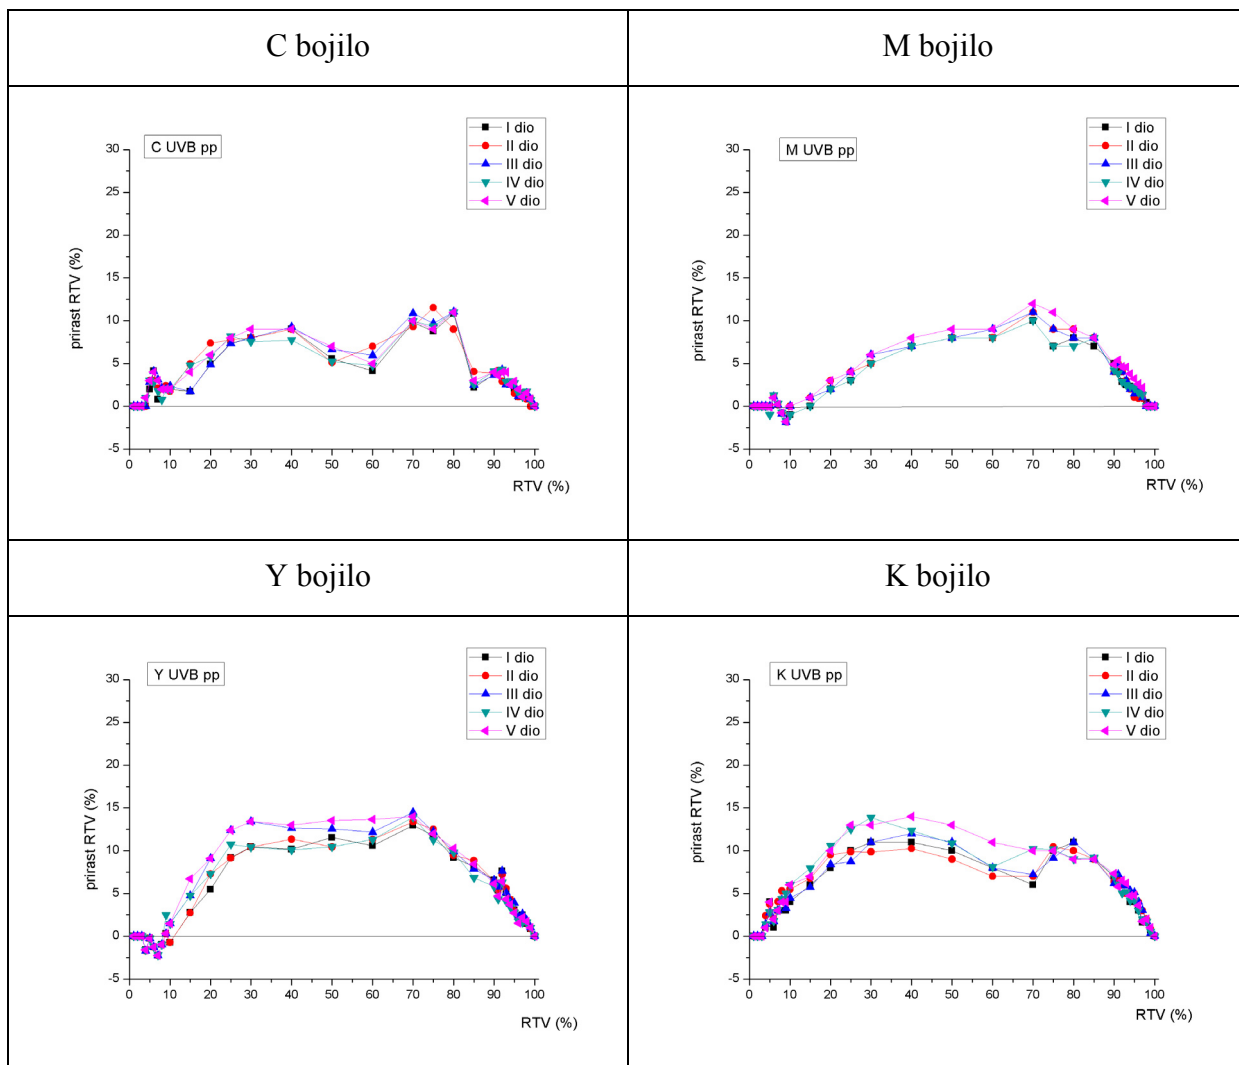 C bojilo
M bojilo
C UVB pp
I dio
II dio
III dio
IV dio
V dio
prirast RTV (%)
30
25
20
15
10
5
0
-5
0 10 20 30 40 50 60 70 80 90 100
RTV (%)
M UVB pp
I dio
II dio
III dio
IV dio
V dio
prirast RTV (%)
30
25
20
15
10
5
0
-5
0 10 20 30 40 50 60 70 80 90 100
RTV (%)
Y bojilo
K bojilo
Y UVB pp
I dio
II dio
III dio
IV dio
V dio
prirast RTV (%)
30
25
20
15
10
5
0
-5
0 10 20 30 40 50 60 70 80 90 100
RTV (%)
K UVB pp
I dio
II dio
III dio
IV dio
V dio
prirast RTV (%)
30
25
20
15
10
5
0
-5
0 10 20 30 40 50 60 70 80 90 100
RTV (%)